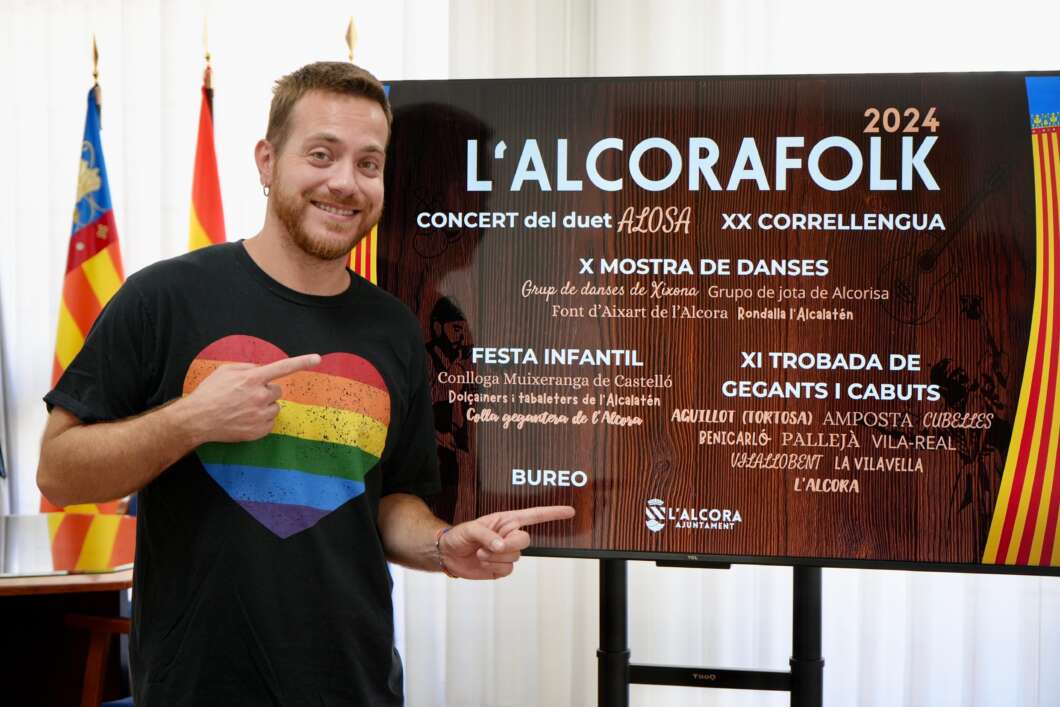 2024
L'ALCORAFOLK
CONCERT del duet ALOSA
XX CORRELLENGUA
X MOSTRA DE DANSES
Grup de danses de Xixona Grupo de jota de Alcorisa
Font d'Aixart de l'Alcora Rondalla l'Alcalatén
FESTA INFANTIL
Conlloga Muixeranga de Castelló
Dolçainers i tabaleters de l'Alcalatén
Colla gegantera de l'Alcora
XI TROBADA DE
GEGANTS I CABUTS
AGUILLOT (TORTOSA) AMPOSTA CUBELLES
BENICARLÓ- PALLEJÀ VILA-REAL
VILALLOBENT LA VILAVELLA
L'ALCORA
BUREO
L'ALCORA
AJUNTAMENT
TCL
TooQ